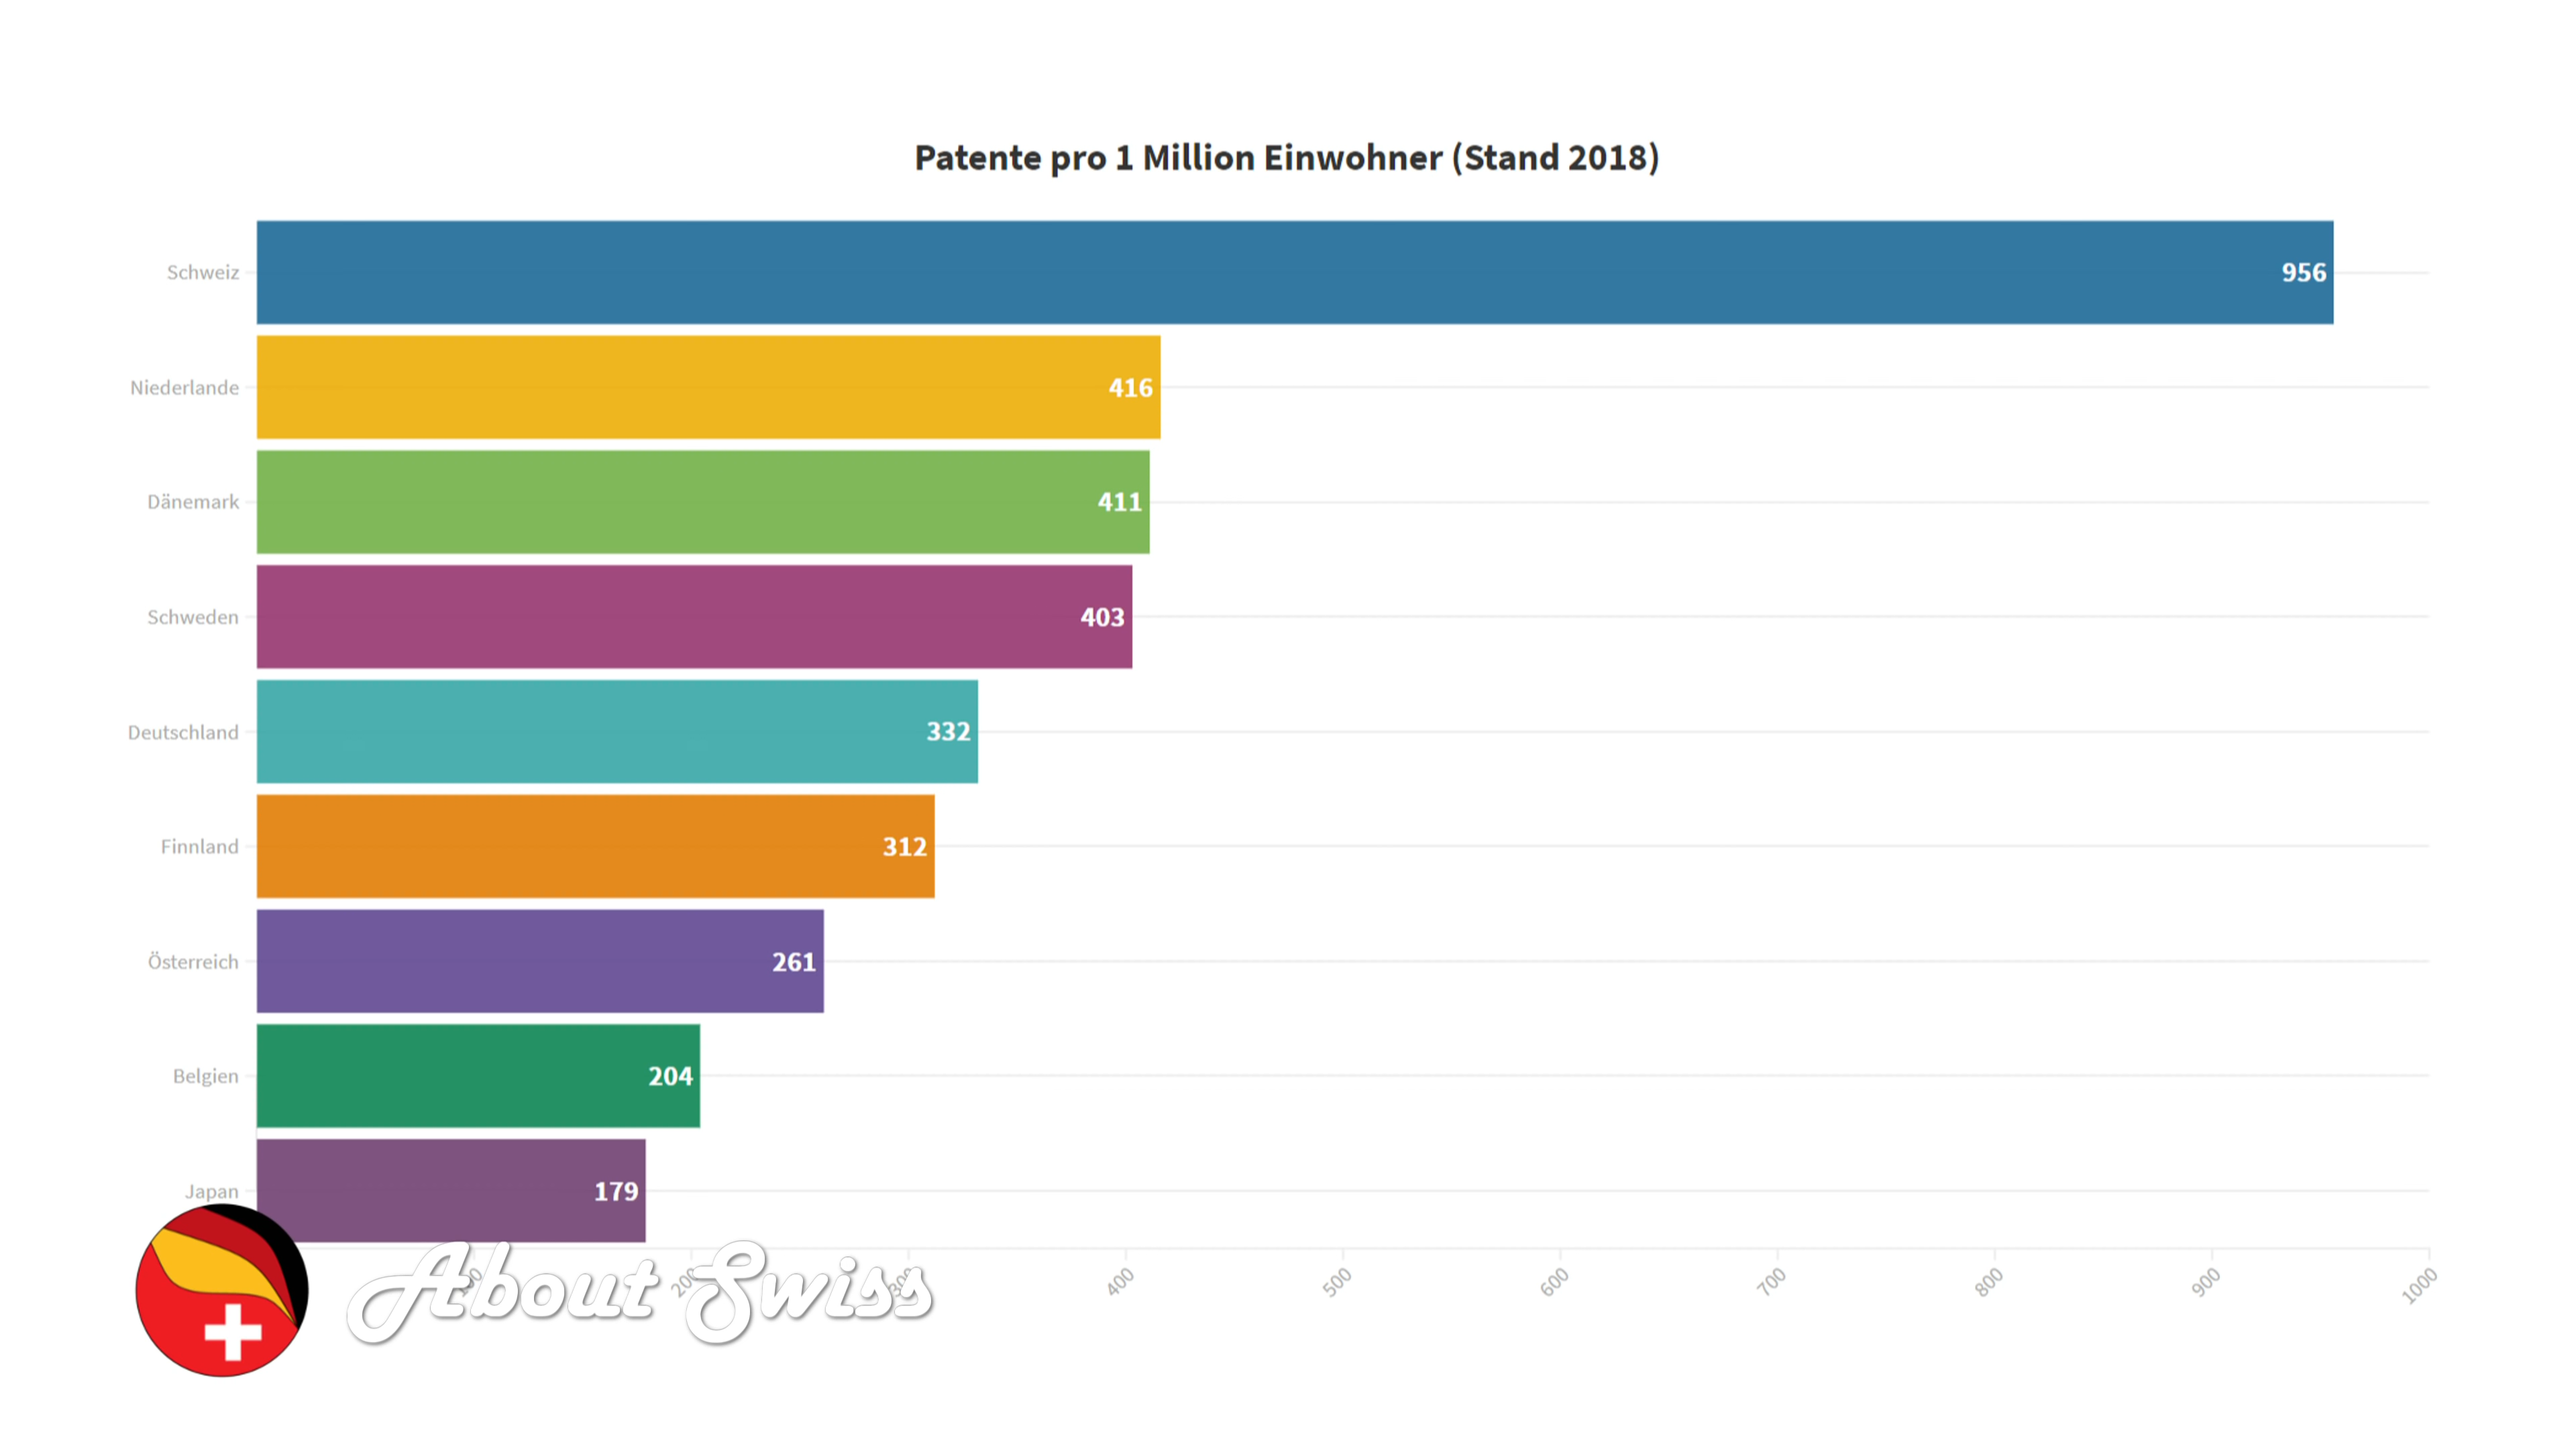 Patente pro 1 Million Einwohner (Stand 2018)
Schweiz 956
Niederlande 416
Dänemark 411
Schweden 403
Deutschland 332
Finnland 312
Österreich 261
Belgien 204
Japan 179
400 500 600 700 800 900 1000
About Swiss